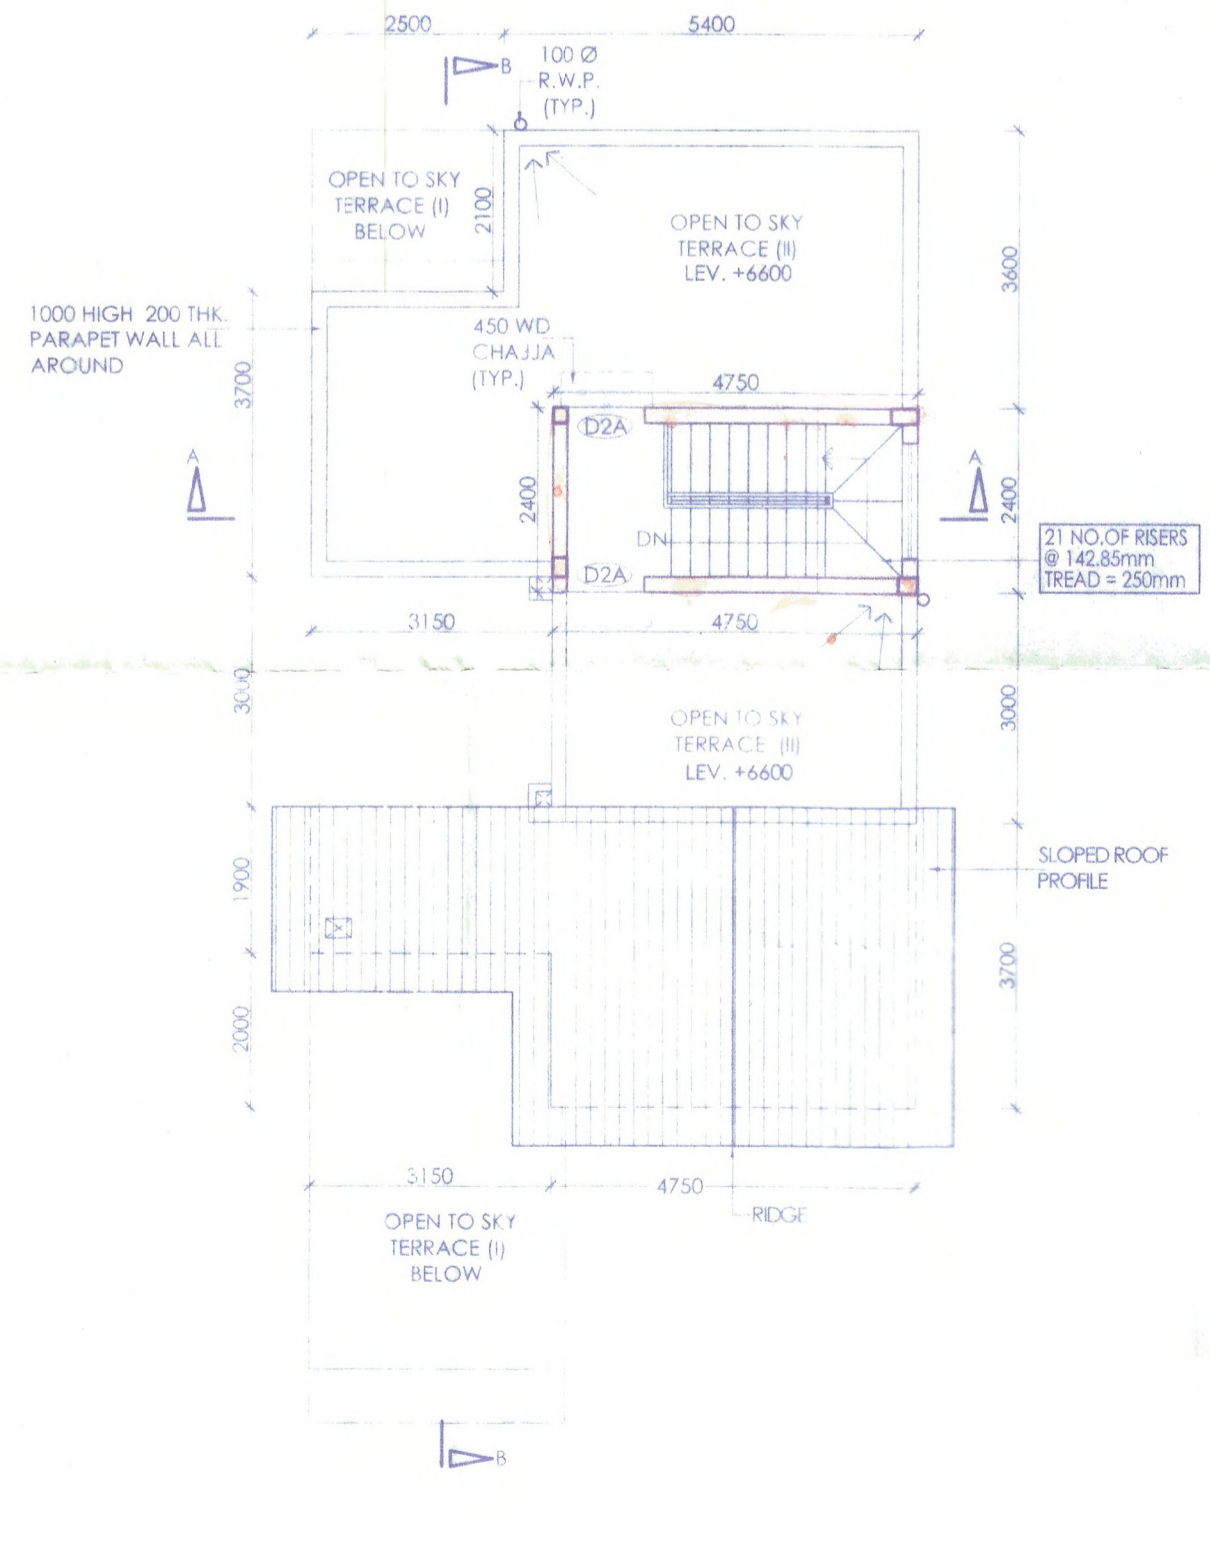 2500
5400
B
100 Ø
R.W.P.
(TYP.)
OPEN TO SKY
TERRACE (I)
BELOW
2100
OPEN TO SKY
TERRACE (II)
LEV. +6600
3600
1000 HIGH 200 THK.
PARAPET WALL ALL
AROUND
450 WD
CHAJJA
(TYP.)
3700
4750
D2A
A
A
2400
2400
DN
21 NO.OF RISERS
@ 142.85mm
TREAD = 250mm
D2A
3150
4750
3000
3000
OPEN TO SKY
TERRACE (II)
LEV. +6600
SLOPED ROOF
PROFILE
1900
3700
2000
3150
4750
RIDGE
OPEN TO SKY
TERRACE (I)
BELOW
B